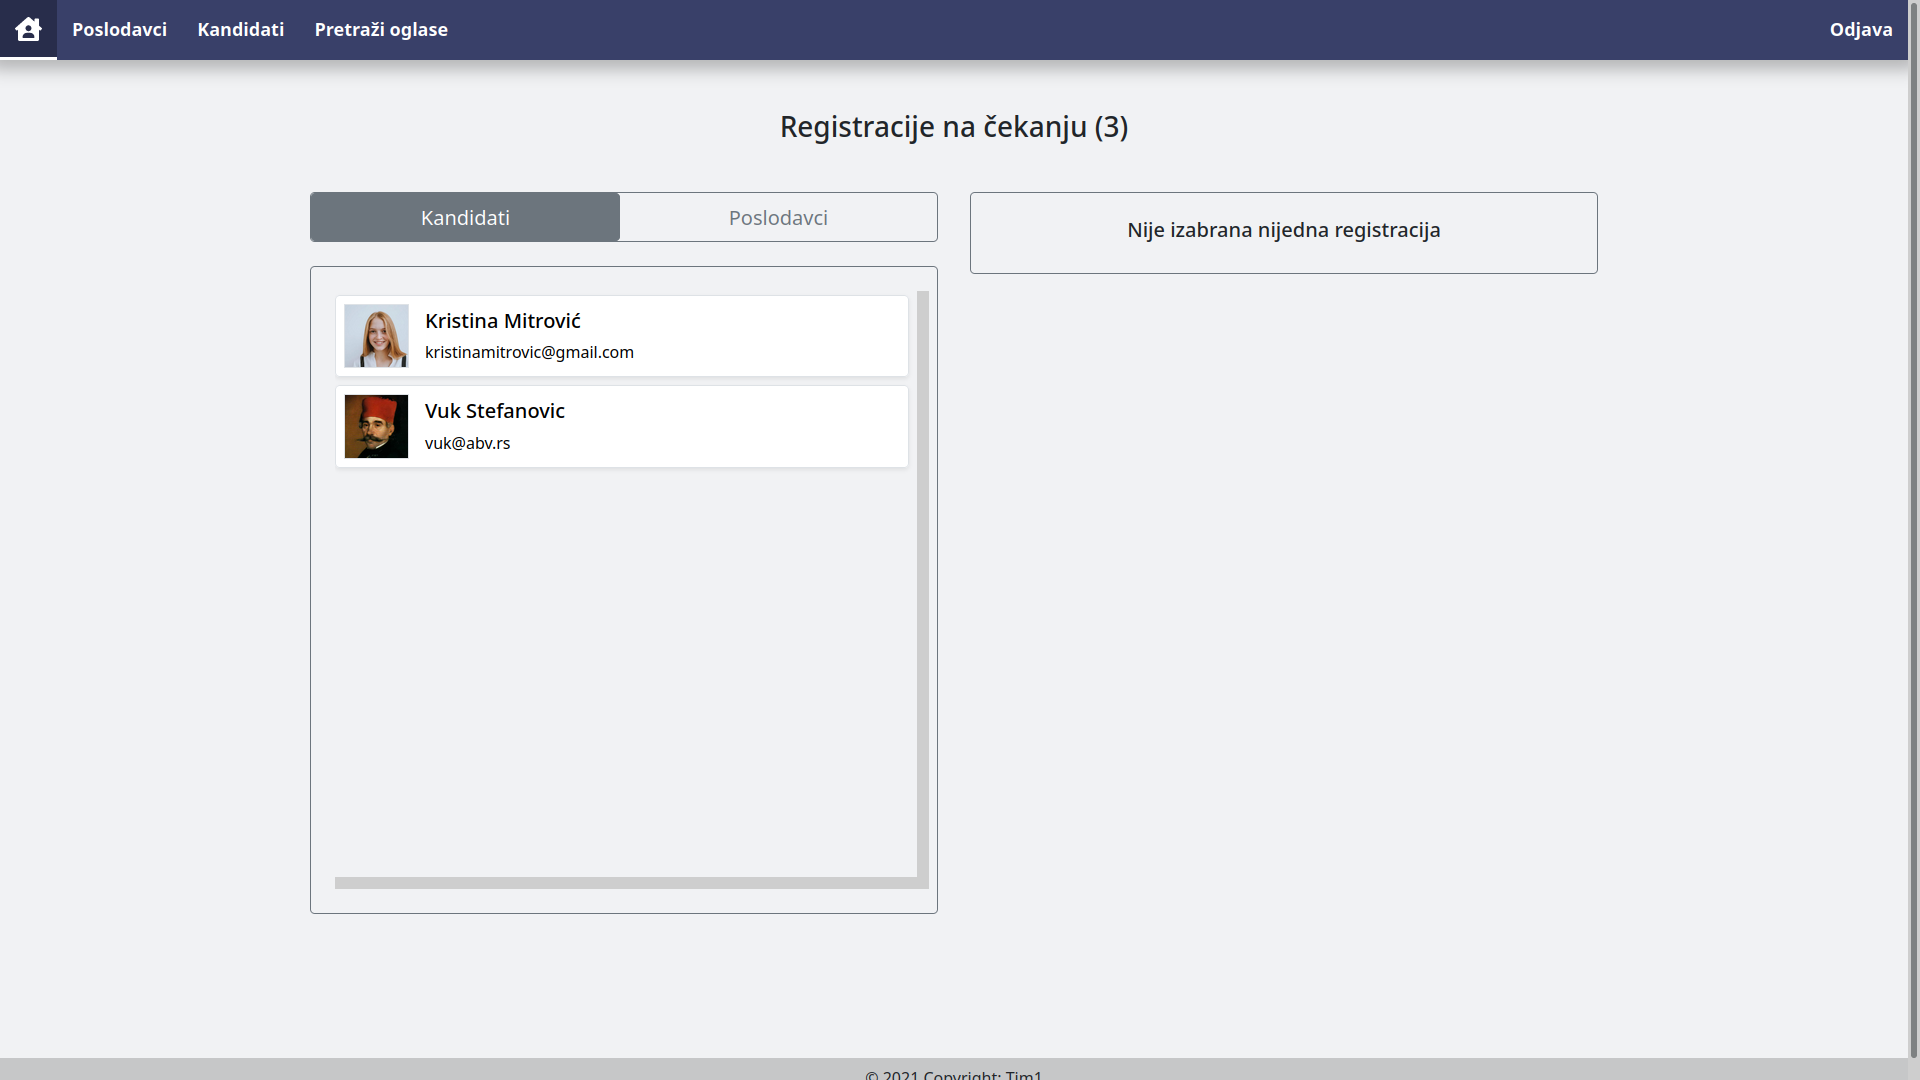 Poslodavci Kandidati Pretraži oglase Odjava
Registracije na čekanju (3)
Kandidati Poslodavci
Nije izabrana nijedna registracija
Kristina Mitrović
kristinamitrovic@gmail.com
Vuk Stefanovic
vuk@abv.rs
© 2021 Copyright: Tim1